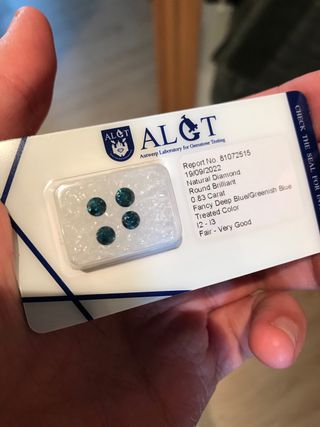 ALGT
ALGT
Antwerp Laboratory for Gemstone Testing
Report No. 81072515
19/09/2022
Natural Diamond
Round Brilliant
0.83 Carat
Fancy Deep Blue/Greenish Blue
Treated Color
I2 - I3
Fair - Very Good
CHECK THE SEAL FOR